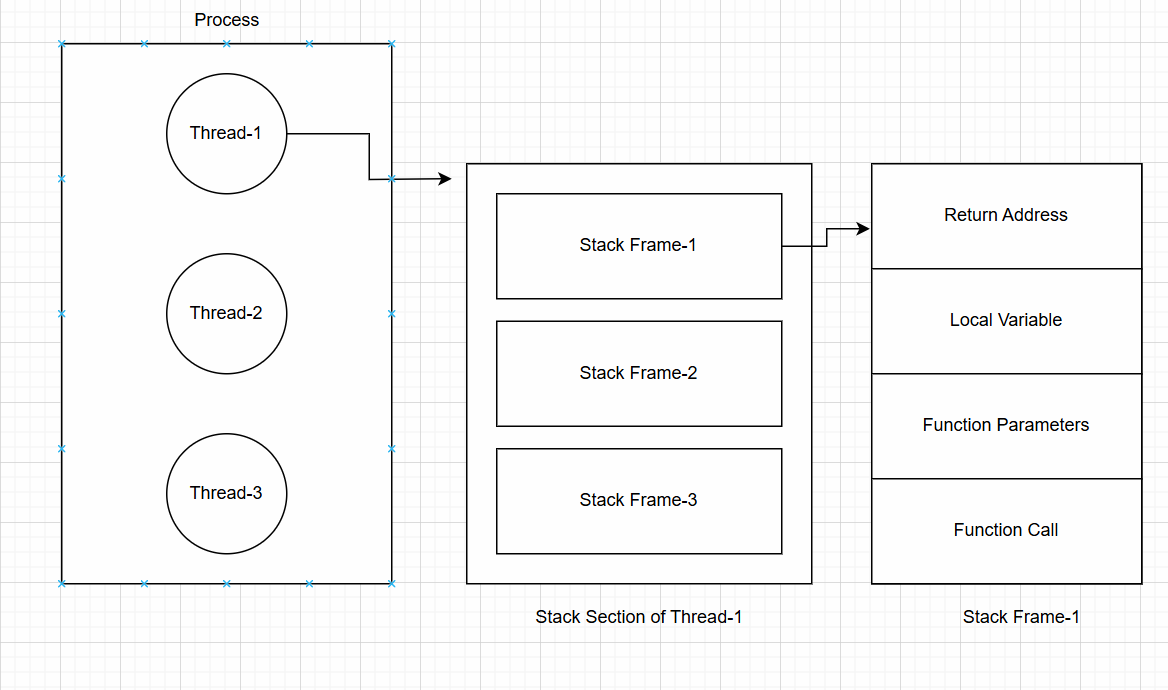 Process
Thread-1
Thread-2
Thread-3
Stack Frame-1
Stack Frame-2
Stack Frame-3
Stack Section of Thread-1
Return Address
Local Variable
Function Parameters
Function Call
Stack Frame-1